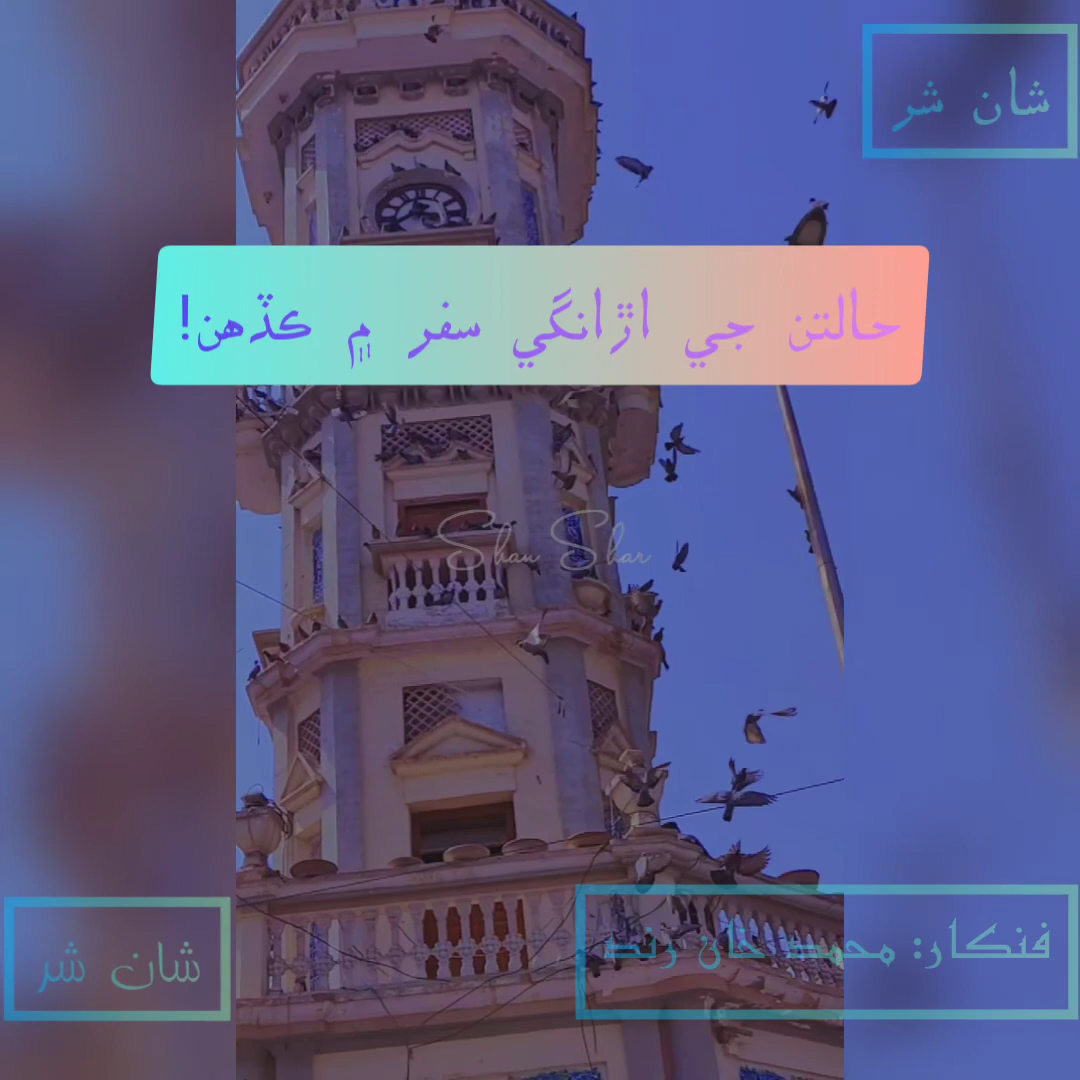 شان شر
حالتن جي اڙانگي سفر ۾ ڪڏهن!
Shan Shar
فنڪار: محمد خان رند
شان شر